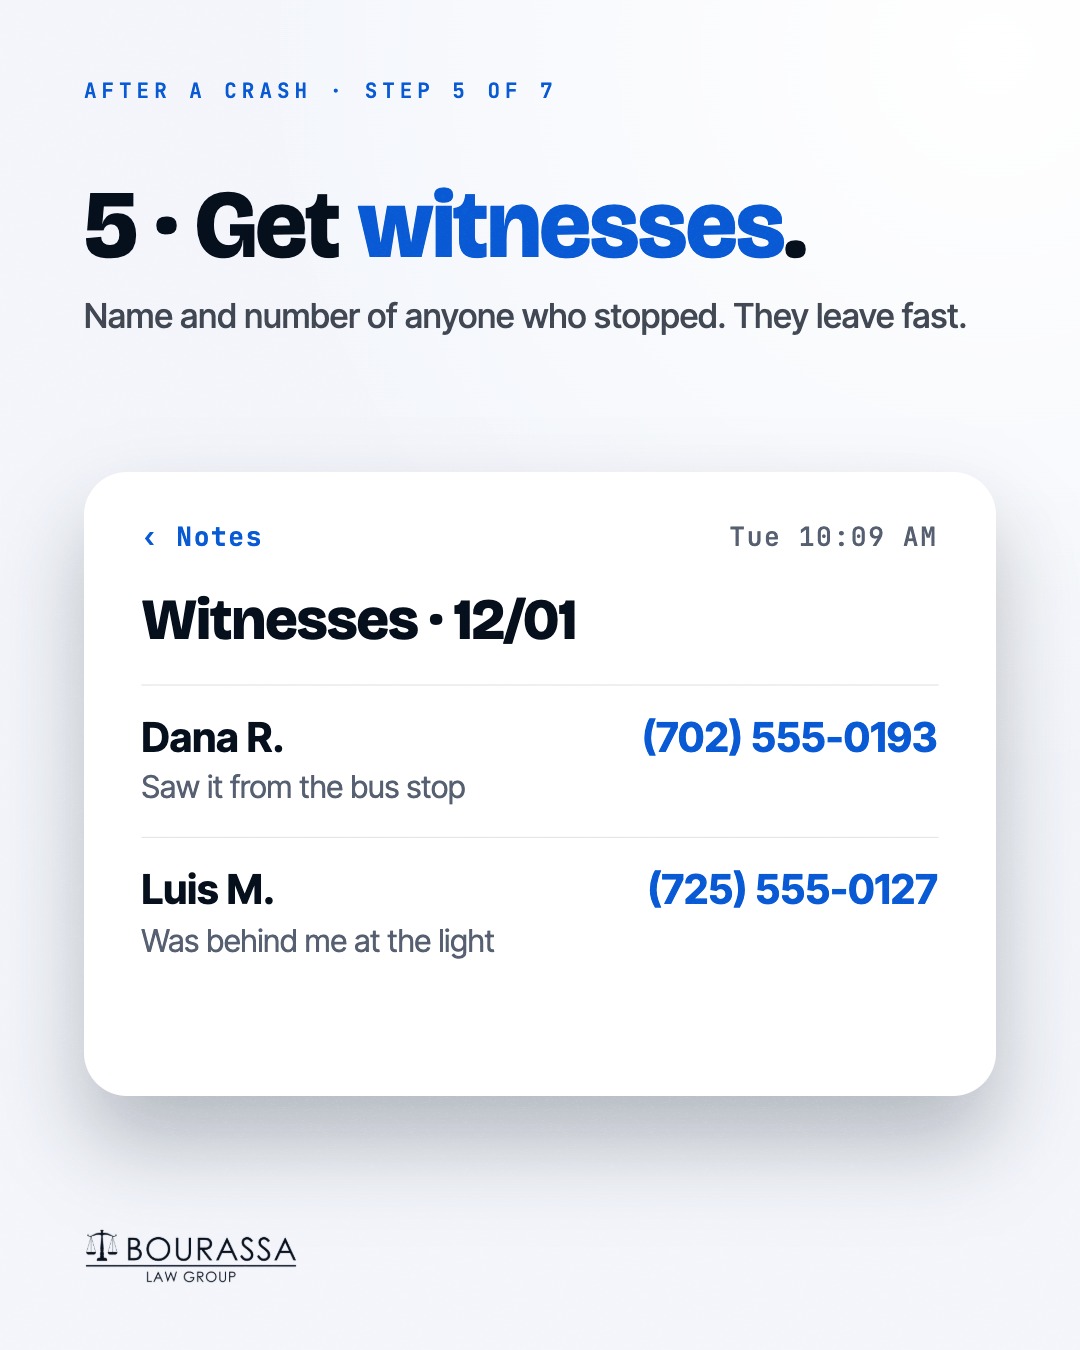 AFTER A CRASH · STEP 5 OF 7
5 · Get witnesses.
Name and number of anyone who stopped. They leave fast.
‹ Notes Tue 10:09 AM
Witnesses · 12/01
Dana R. (702) 555-0193
Saw it from the bus stop
Luis M. (725) 555-0127
Was behind me at the light
BOURASSA
LAW GROUP